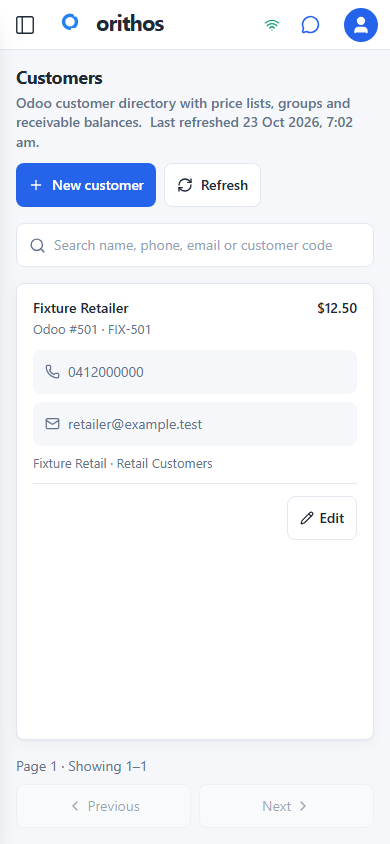 orithos
Customers
Odoo customer directory with price lists, groups and
receivable balances. Last refreshed 23 Oct 2026, 7:02
am.
New customer
Refresh
Search name, phone, email or customer code
Fixture Retailer $12.50
Odoo #501 · FIX-501
0412000000
retailer@example.test
Fixture Retail · Retail Customers
Edit
Page 1 · Showing 1–1
Previous
Next